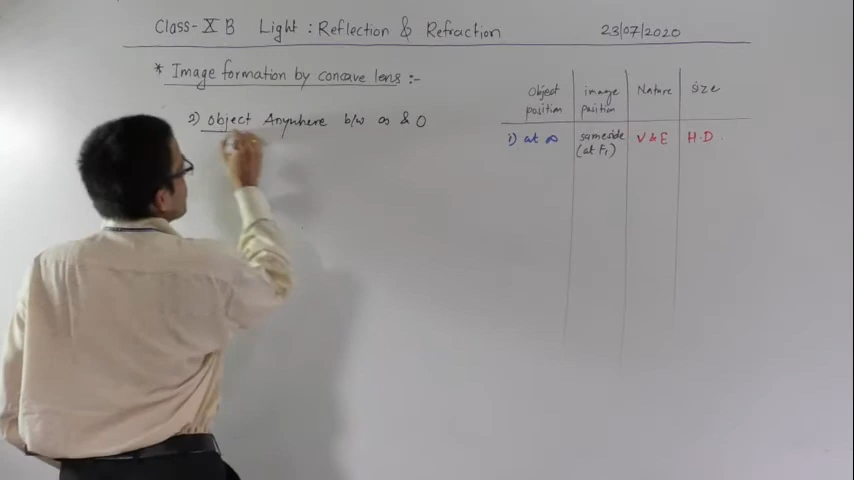 Class- X B Light : Reflection & Refraction 23/07/2020
* Image formation by concave lens :-
2) Object Anywhere b/w ∞ & O
Object position
image position
Nature
size
i) at ∞
sameside (at F₁)
V & E
H.D.